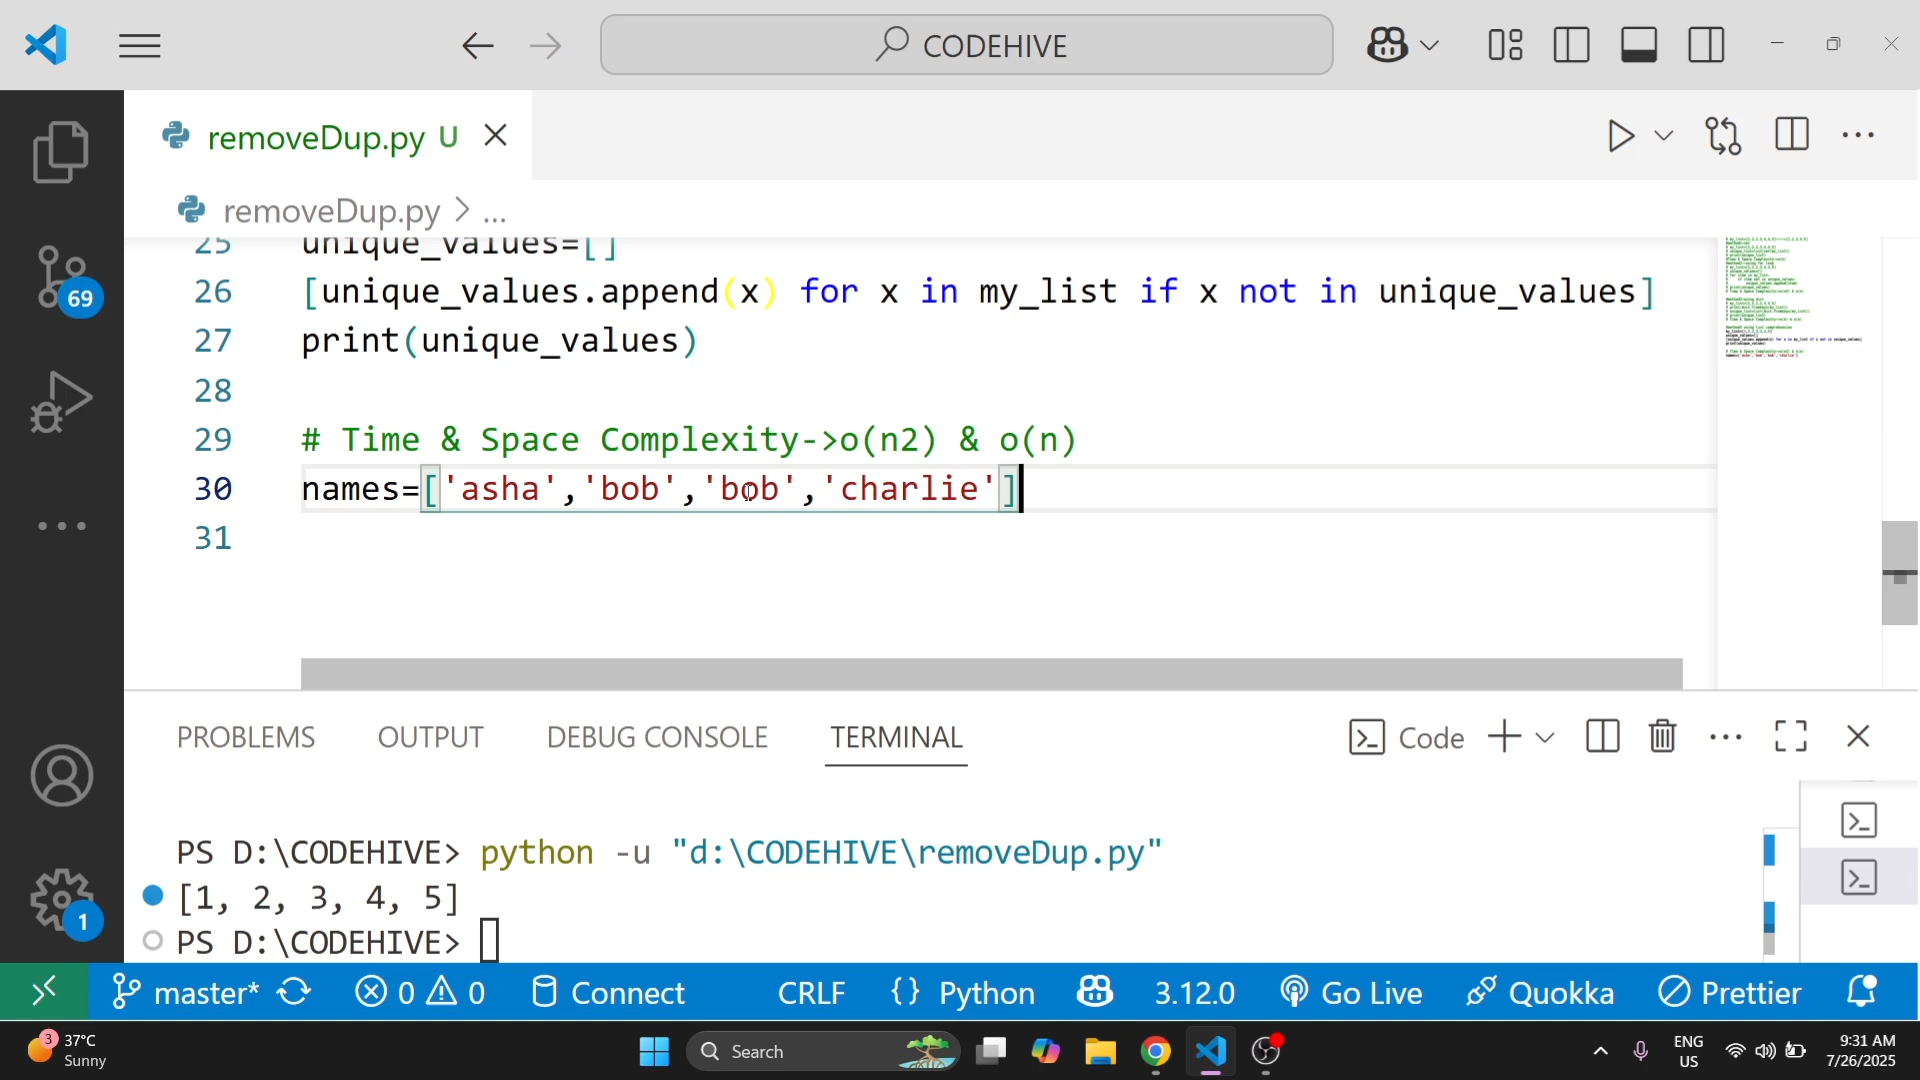 CODEHIVE
removeDup.py U
removeDup.py > ...
25 unique_values=[]
26 [unique_values.append(x) for x in my_list if x not in unique_values]
27 print(unique_values)
28
29 # Time & Space Complexity->o(n2) & o(n)
30 names=['asha','bob','bob','charlie']
31
69
1
PROBLEMS OUTPUT DEBUG CONSOLE TERMINAL Code
PS D:\CODEHIVE> python -u "d:\CODEHIVE\removeDup.py"
[1, 2, 3, 4, 5]
PS D:\CODEHIVE>
master* 0 0 Connect CRLF {} Python 3.12.0 Go Live Quokka Prettier
3 37°C
Sunny
Search
ENG
US
9:31 AM
7/26/2025